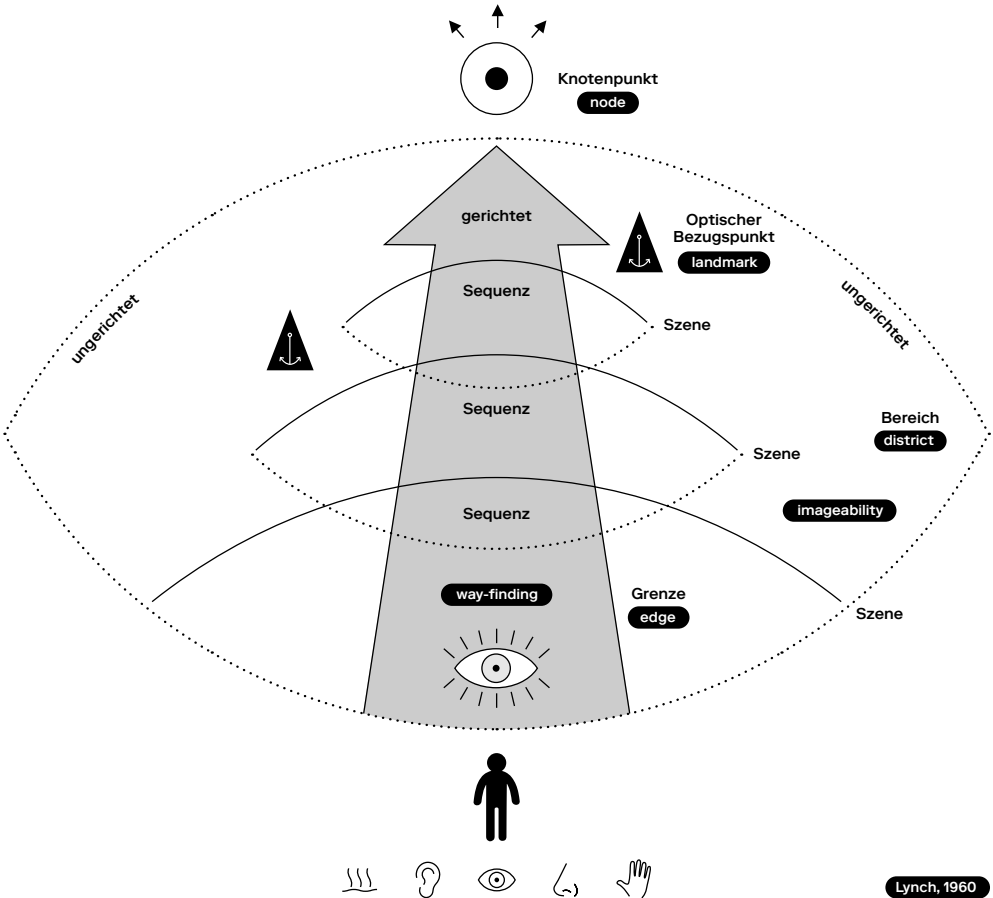 Knotenpunkt
node
gerichtet
Optischer
Bezugspunkt
landmark
Sequenz
ungerichtet
ungerichtet
Szene
Sequenz
Bereich
district
Szene
imageability
Sequenz
way-finding
Grenze
edge
Szene
Lynch, 1960